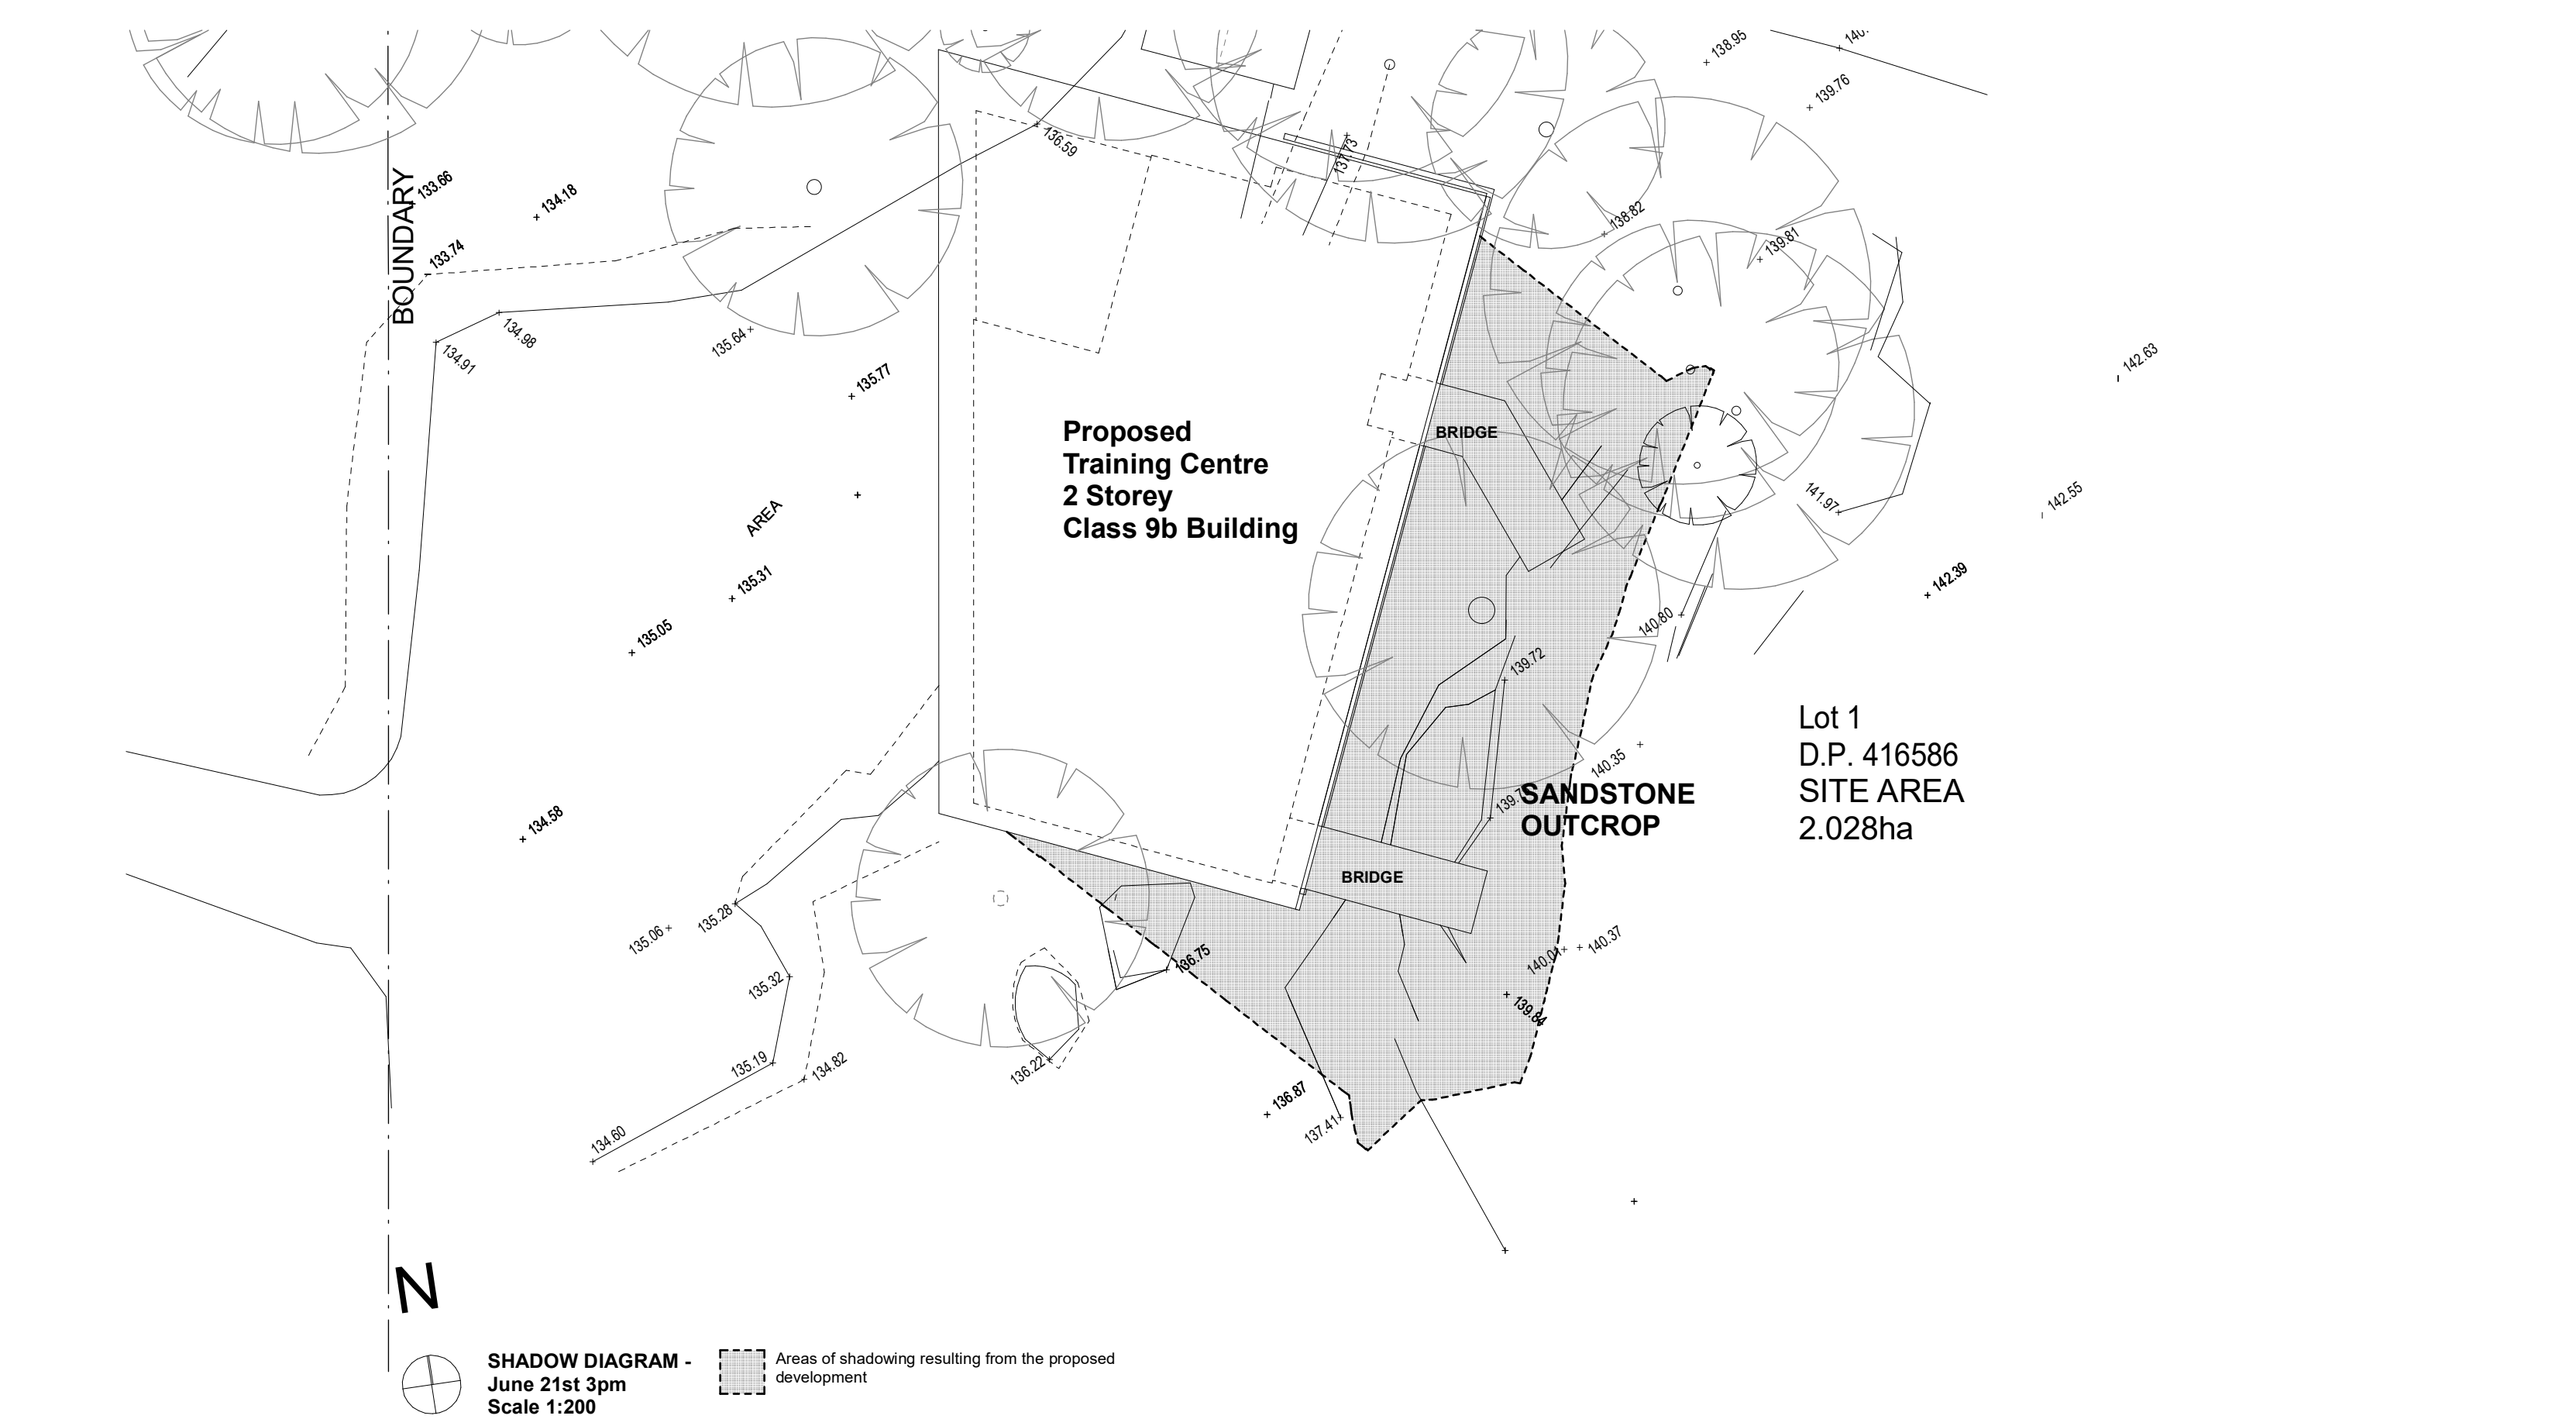 138.95
139.76
136.59
137.73
BOUNDARY
133.66
134.18
138.82
139.81
133.74
134.98
134.91
135.64
135.77
142.63
Proposed
Training Centre
2 Storey
Class 9b Building
BRIDGE
AREA
141.97
142.55
135.31
142.39
135.05
140.80
139.72
Lot 1
D.P. 416586
SITE AREA
2.028ha
140.35
SANDSTONE
OUTCROP
134.58
BRIDGE
135.28
135.06
136.75
140.01
140.37
135.32
139.84
135.19
134.82
136.22
136.87
137.41
134.60
N
SHADOW DIAGRAM -
June 21st 3pm
Scale 1:200
Areas of shadowing resulting from the proposed
development